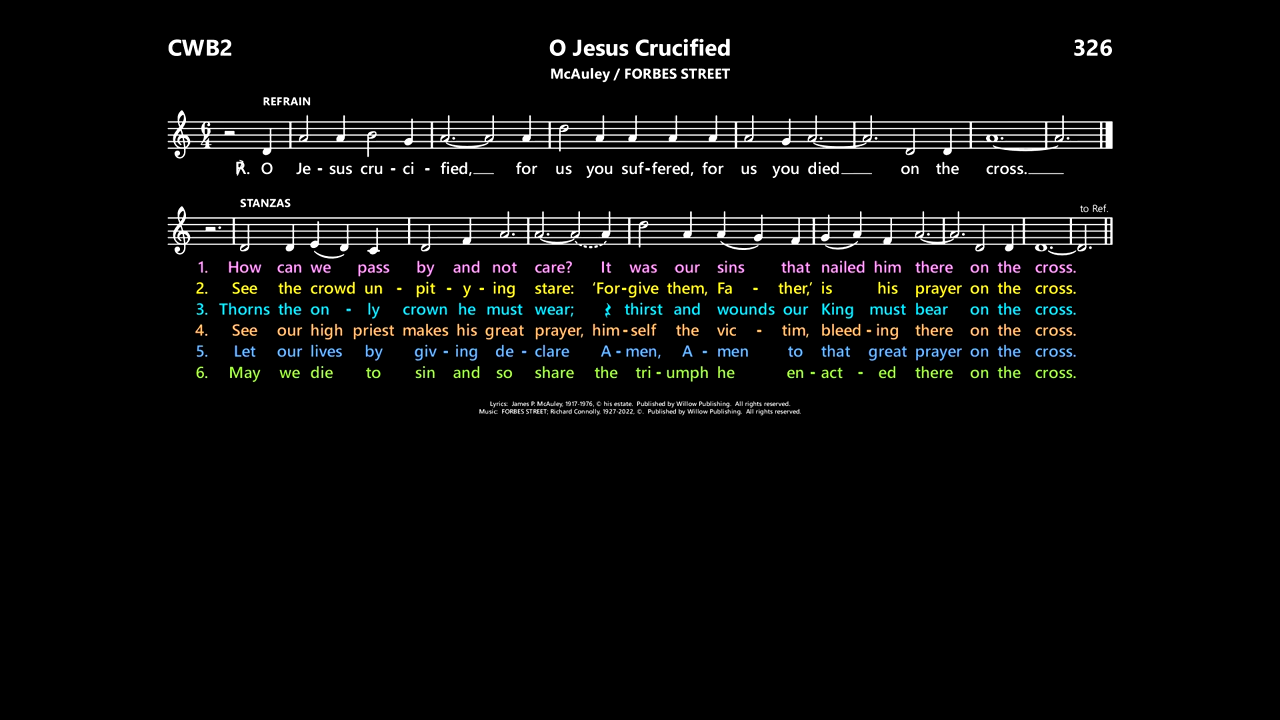 CWB2 O Jesus Crucified 326
McAuley / FORBES STREET
REFRAIN
℟. O Je - sus cru - ci - fied, for us you suf-fered, for us you died on the cross.
STANZAS
to Ref.
1. How can we pass by and not care? It was our sins that nailed him there on the cross.
2. See the crowd un - pit - y - ing stare: ‘For-give them, Fa - ther,’ is his prayer on the cross.
3. Thorns the on - ly crown he must wear; thirst and wounds our King must bear on the cross.
4. See our high priest makes his great prayer, him-self the vic - tim, bleed-ing there on the cross.
5. Let our lives by giv - ing de - clare A - men, A - men to that great prayer on the cross.
6. May we die to sin and so share the tri - umph he en - act - ed there on the cross.
Lyrics: James P. McAuley, 1917-1976, © his estate. Published by Willow Publishing. All rights reserved.
Music: FORBES STREET; Richard Connolly, 1927-2022, ©. Published by Willow Publishing. All rights reserved.